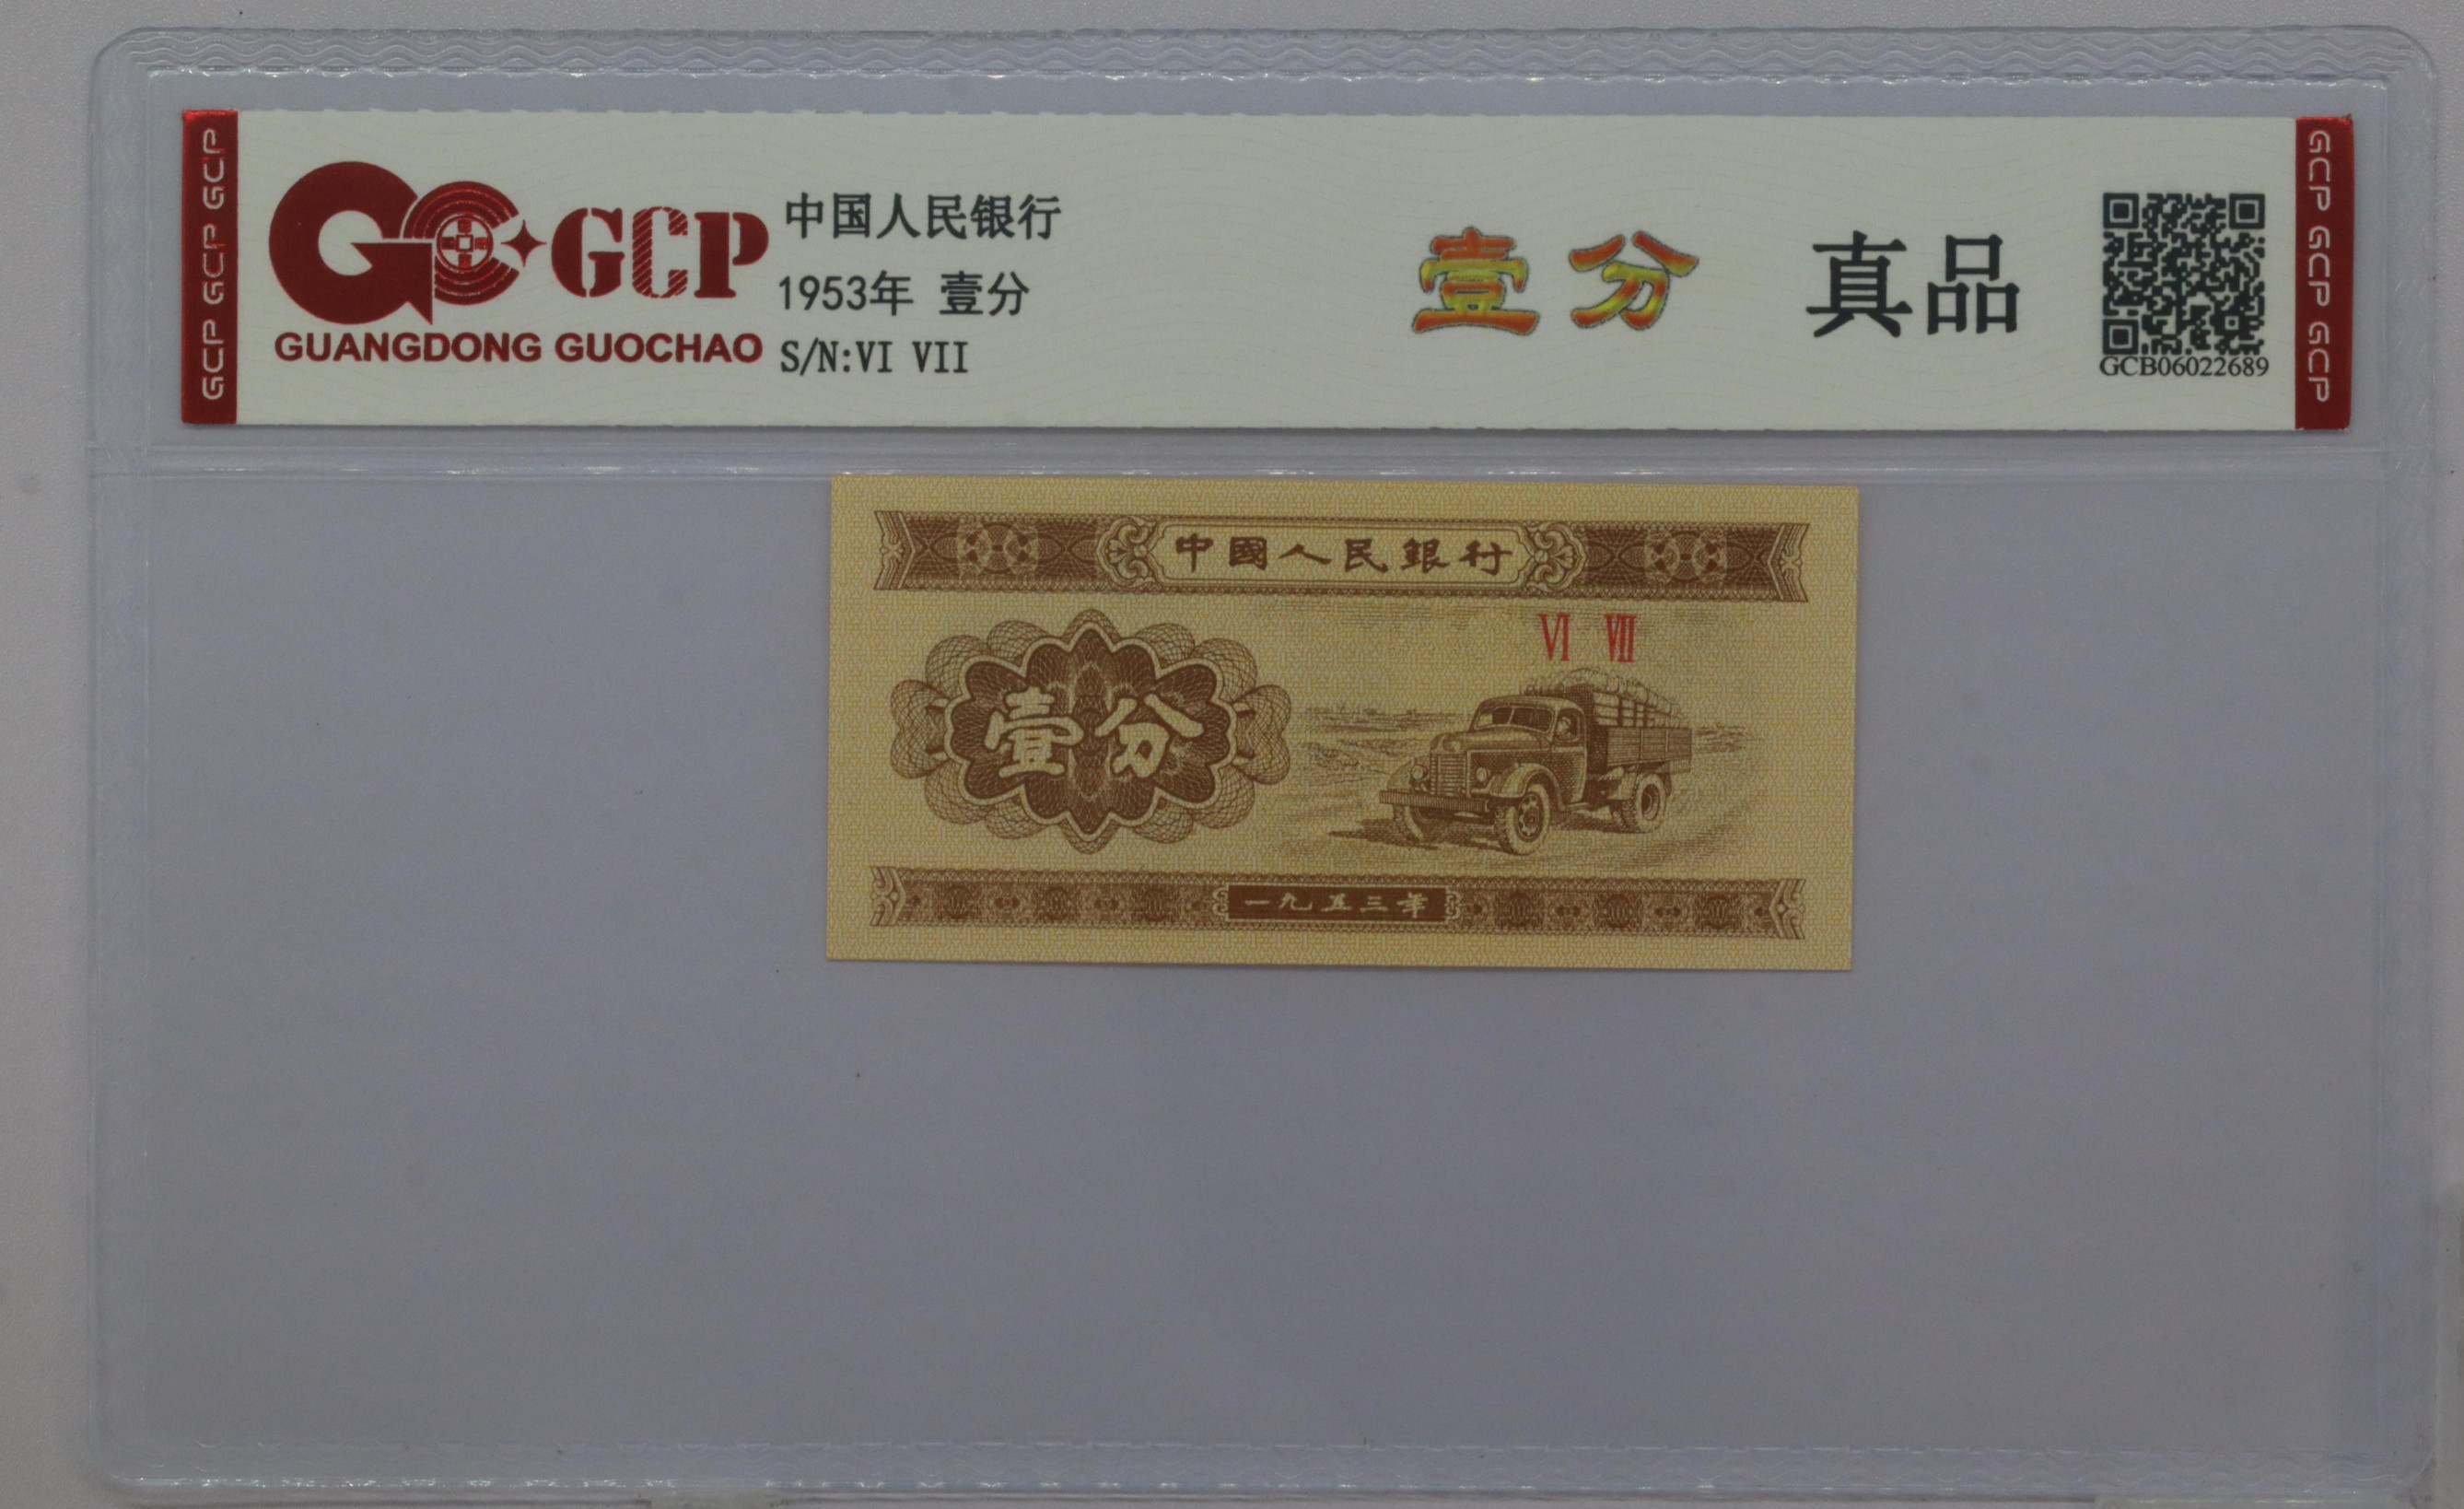 GCP GCP GCP
GCP
GUANGDONG GUOCHAO
中国人民银行
1953年 壹分
S/N:VI VII
壹分
真品
GCB06022689
GCP GCP GCP
中國人民銀行
VI VII
壹分
一九五三年